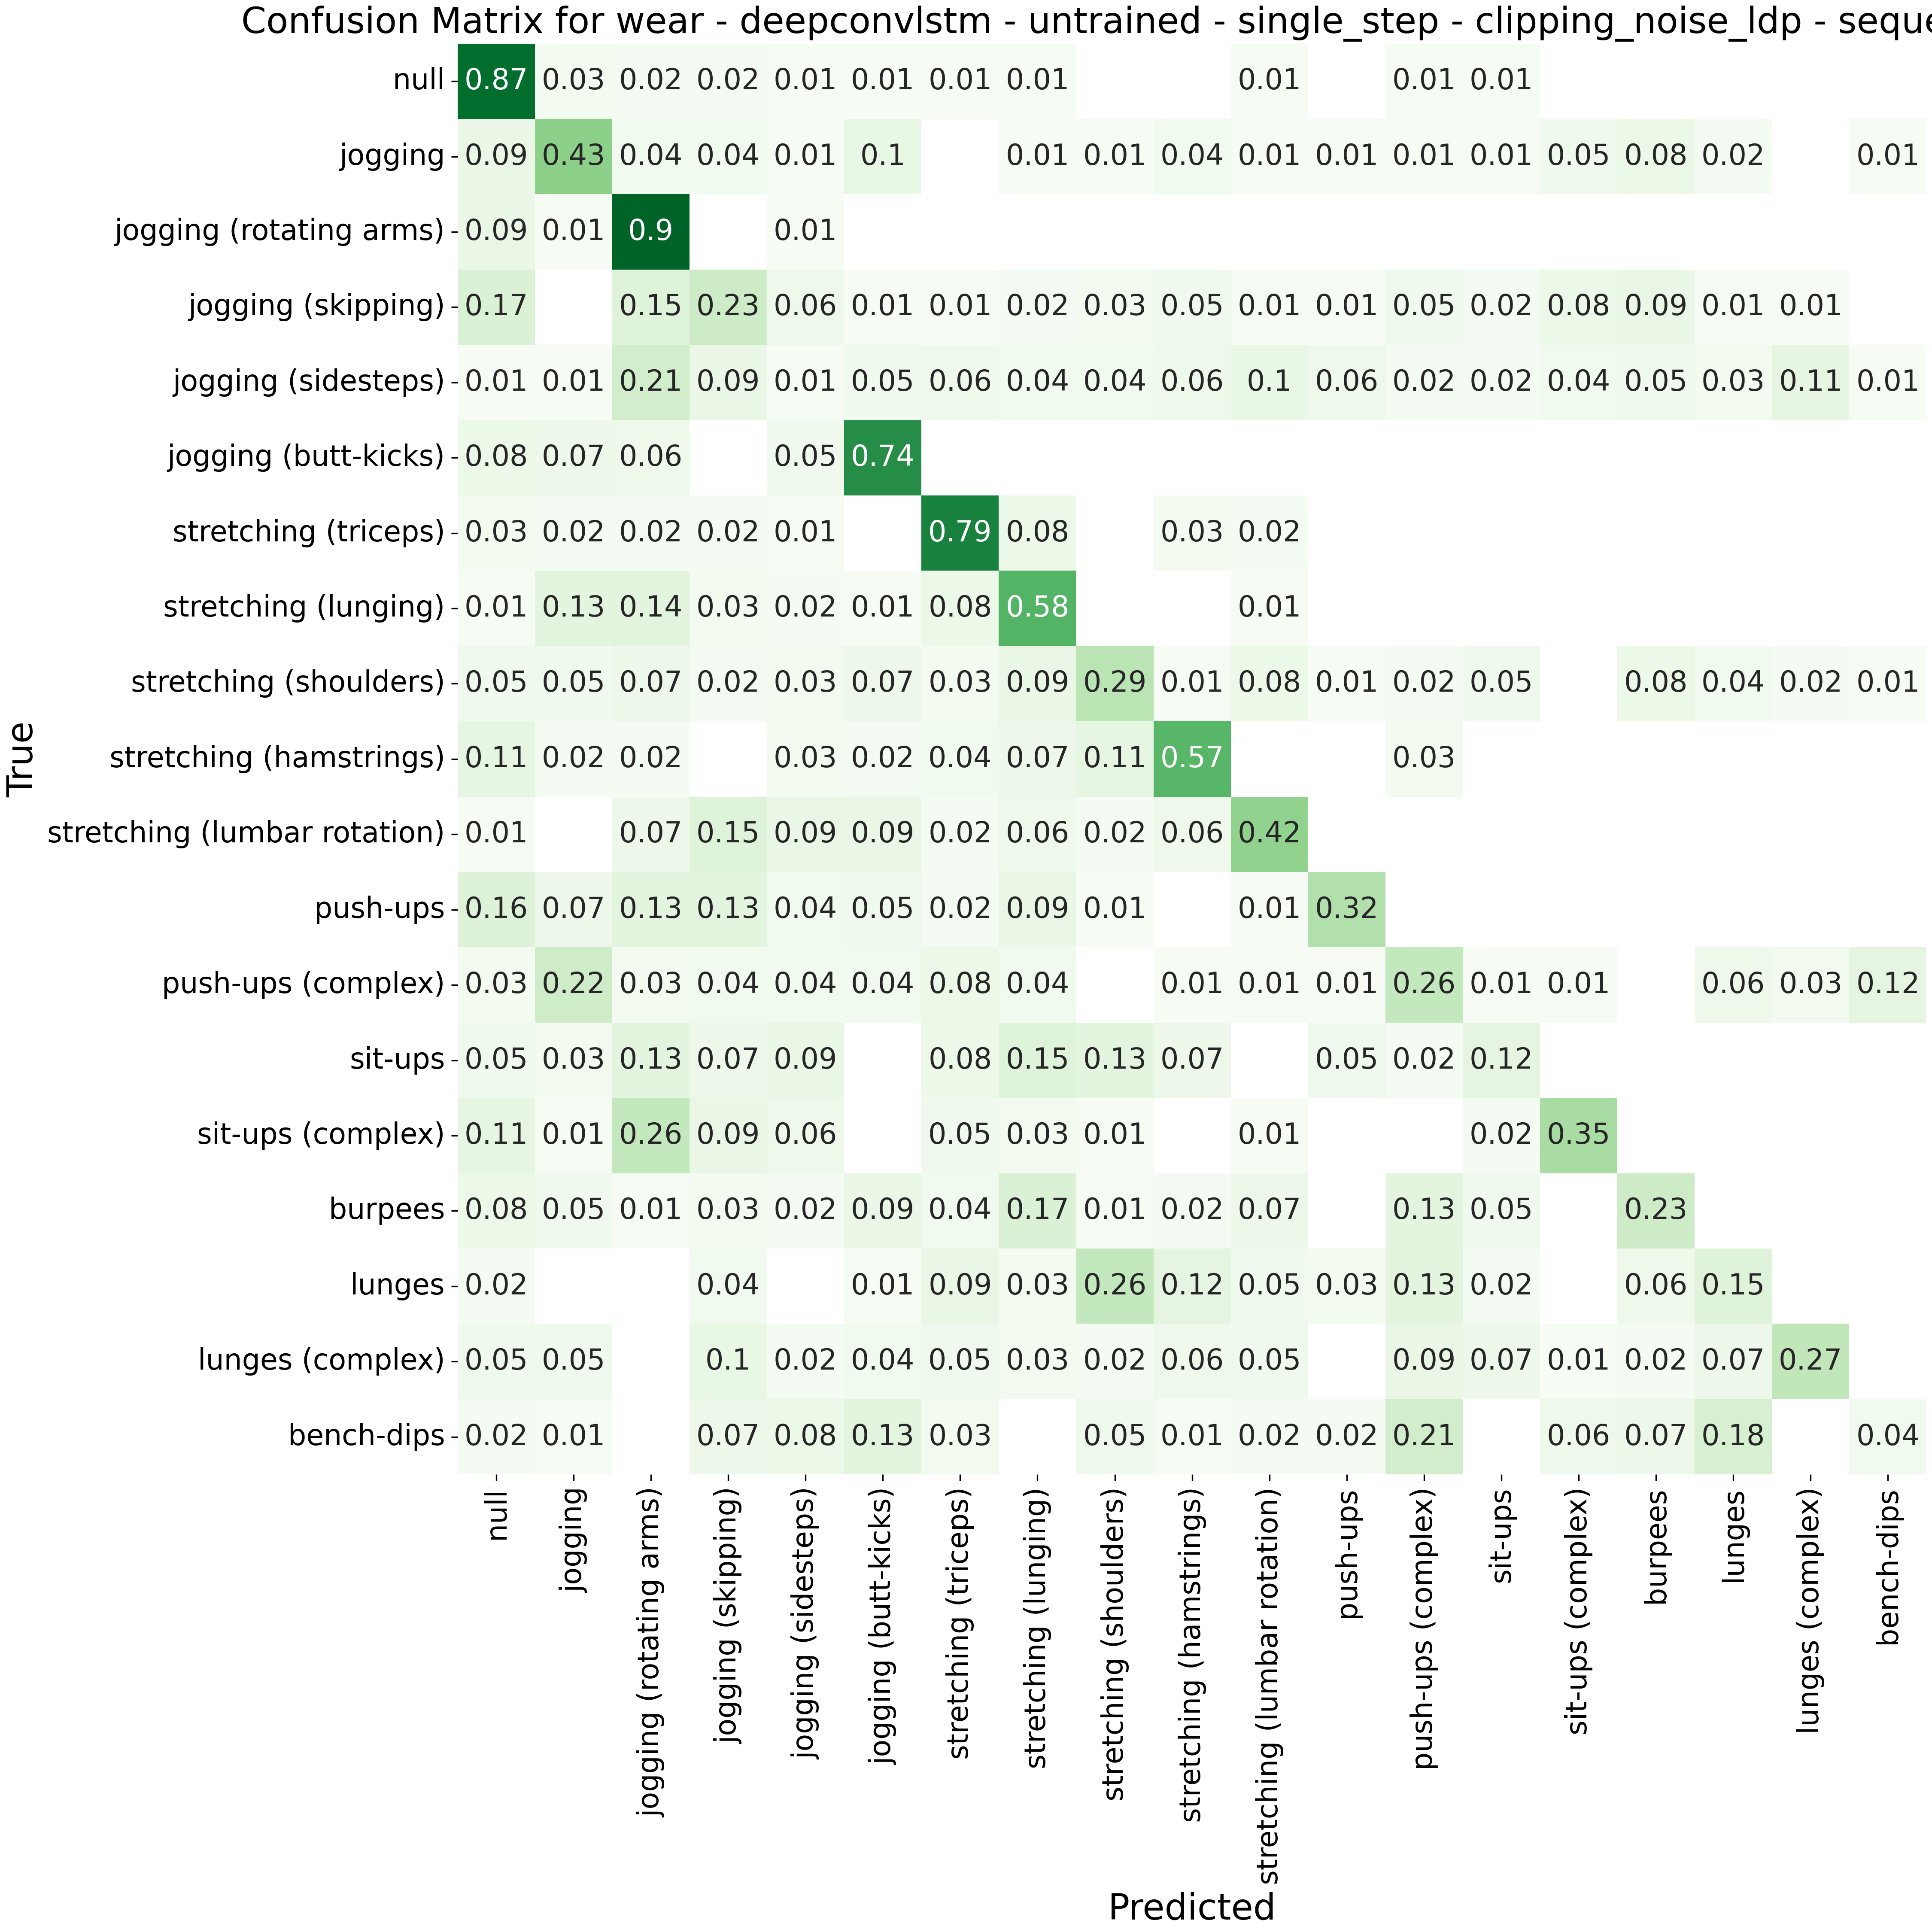 Confusion Matrix for wear - deepconvlstm - untrained - single_step - clipping_noise_ldp - seque
null 0.87 0.03 0.02 0.02 0.01 0.01 0.01 0.01 0.01 0.01 0.01
jogging 0.09 0.43 0.04 0.04 0.01 0.1 0.01 0.01 0.04 0.01 0.01 0.01 0.01 0.05 0.08 0.02 0.01
jogging (rotating arms) 0.09 0.01 0.9 0.01
jogging (skipping) 0.17 0.15 0.23 0.06 0.01 0.01 0.02 0.03 0.05 0.01 0.01 0.05 0.02 0.08 0.09 0.01 0.01
jogging (sidesteps) 0.01 0.01 0.21 0.09 0.01 0.05 0.06 0.04 0.04 0.06 0.1 0.06 0.02 0.02 0.04 0.05 0.03 0.11 0.01
jogging (butt-kicks) 0.08 0.07 0.06 0.05 0.74
stretching (triceps) 0.03 0.02 0.02 0.02 0.01 0.79 0.08 0.03 0.02
stretching (lunging) 0.01 0.13 0.14 0.03 0.02 0.01 0.08 0.58 0.01
stretching (shoulders) 0.05 0.05 0.07 0.02 0.03 0.07 0.03 0.09 0.29 0.01 0.08 0.01 0.02 0.05 0.08 0.04 0.02 0.01
stretching (hamstrings) 0.11 0.02 0.02 0.03 0.02 0.04 0.07 0.11 0.57 0.03
stretching (lumbar rotation) 0.01 0.07 0.15 0.09 0.09 0.02 0.06 0.02 0.06 0.42
push-ups 0.16 0.07 0.13 0.13 0.04 0.05 0.02 0.09 0.01 0.01 0.32
push-ups (complex) 0.03 0.22 0.03 0.04 0.04 0.04 0.08 0.04 0.01 0.01 0.01 0.26 0.01 0.01 0.06 0.03 0.12
sit-ups 0.05 0.03 0.13 0.07 0.09 0.08 0.15 0.13 0.07 0.05 0.02 0.12
sit-ups (complex) 0.11 0.01 0.26 0.09 0.06 0.05 0.03 0.01 0.01 0.02 0.35
burpees 0.08 0.05 0.01 0.03 0.02 0.09 0.04 0.17 0.01 0.02 0.07 0.13 0.05 0.23
lunges 0.02 0.04 0.01 0.09 0.03 0.26 0.12 0.05 0.03 0.13 0.02 0.06 0.15
lunges (complex) 0.05 0.05 0.1 0.02 0.04 0.05 0.03 0.02 0.06 0.05 0.09 0.07 0.01 0.02 0.07 0.27
bench-dips 0.02 0.01 0.07 0.08 0.13 0.03 0.05 0.01 0.02 0.02 0.21 0.06 0.07 0.18 0.04
True
null
jogging
jogging (rotating arms)
jogging (skipping)
jogging (sidesteps)
jogging (butt-kicks)
stretching (triceps)
stretching (lunging)
stretching (shoulders)
stretching (hamstrings)
stretching (lumbar rotation)
push-ups
push-ups (complex)
sit-ups
sit-ups (complex)
burpees
lunges
lunges (complex)
bench-dips
Predicted